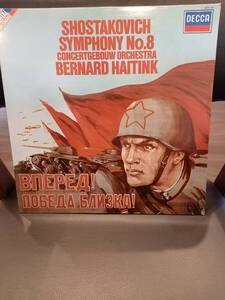 SHOSTAKOVICH
SYMPHONY No.8
CONCERTGEBOUW ORCHESTRA
BERNARD HAITINK
DECCA
ВПЕРЕД!
ПОБЕДА БЛИЗКА!